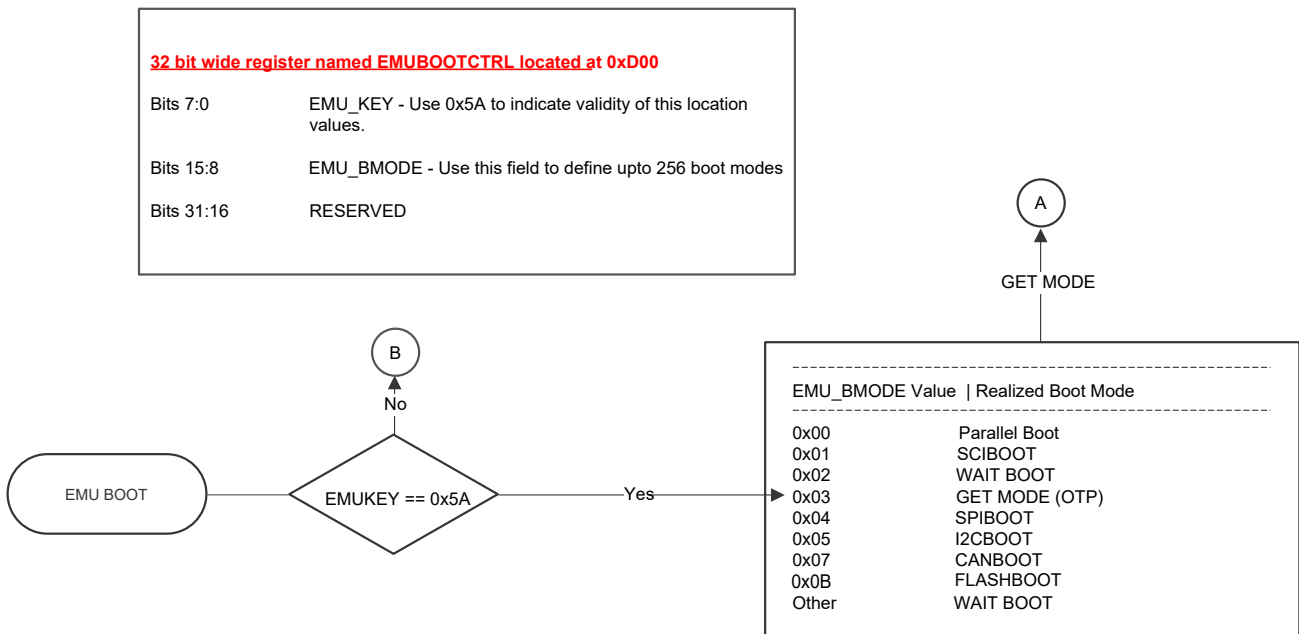 32 bit wide register named EMUBOOTCTRL located at 0xD00
Bits 7:0 EMU_KEY - Use 0x5A to indicate validity of this location
values.
Bits 15:8 EMU_BMODE - Use this field to define upto 256 boot modes
Bits 31:16 RESERVED
A
GET MODE
B
No
EMU BOOT
EMUKEY == 0x5A
Yes
EMU_BMODE Value | Realized Boot Mode
0x00 Parallel Boot
0x01 SCIBOOT
0x02 WAIT BOOT
0x03 GET MODE (OTP)
0x04 SPIBOOT
0x05 I2CBOOT
0x07 CANBOOT
0x0B FLASHBOOT
Other WAIT BOOT